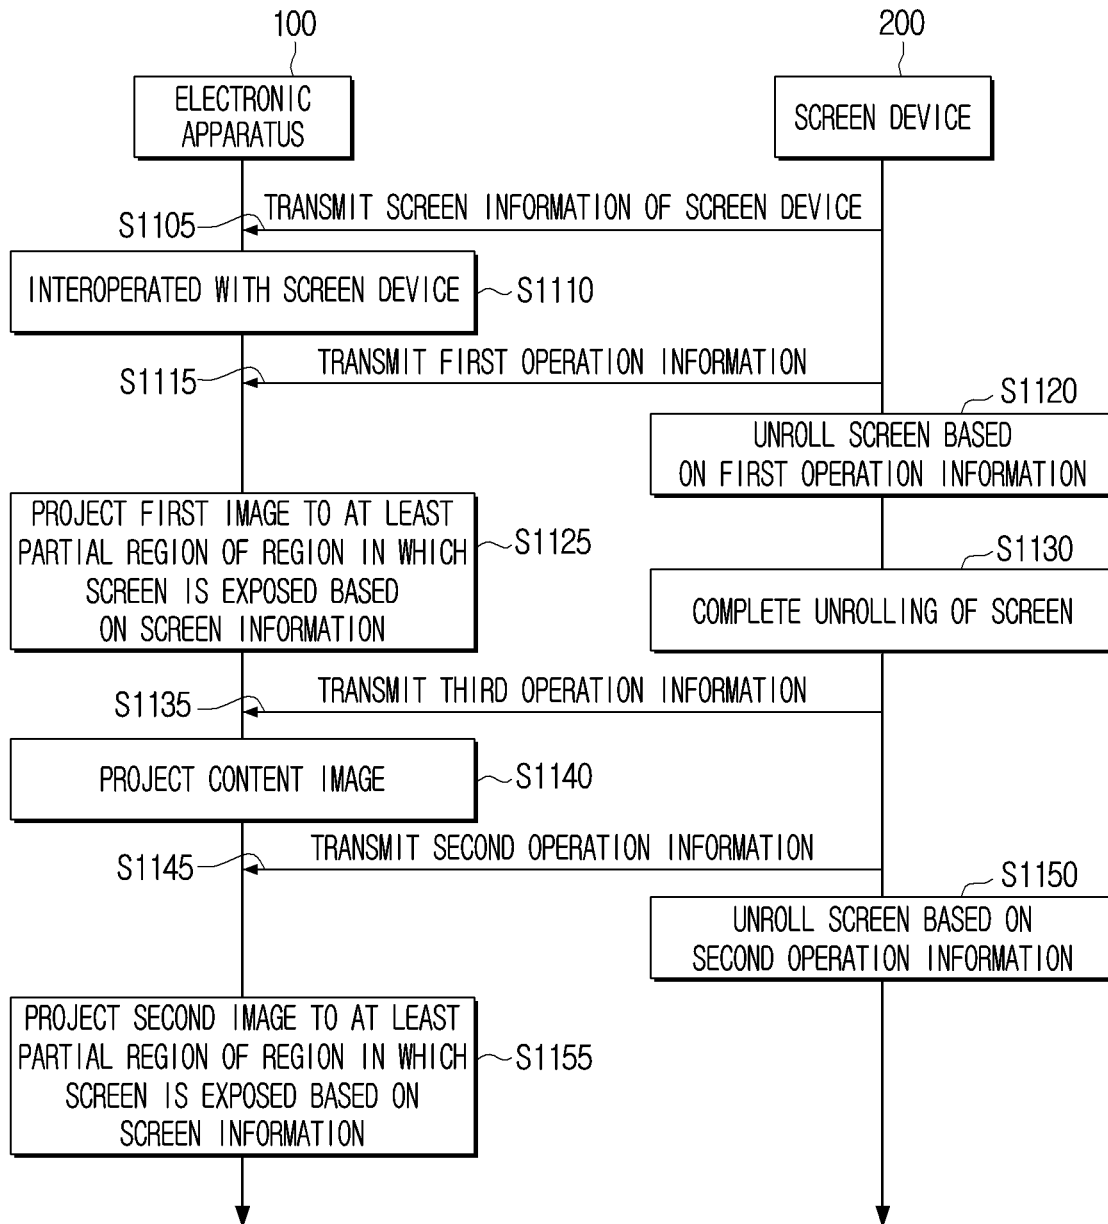 100
200
ELECTRONIC
APPARATUS
SCREEN DEVICE
TRANSMIT SCREEN INFORMATION OF SCREEN DEVICE
S1105
INTEROPERATED WITH SCREEN DEVICE
S1110
TRANSMIT FIRST OPERATION INFORMATION
S1115
S1120
UNROLL SCREEN BASED
ON FIRST OPERATION INFORMATION
PROJECT FIRST IMAGE TO AT LEAST
PARTIAL REGION OF REGION IN WHICH
SCREEN IS EXPOSED BASED
ON SCREEN INFORMATION
S1125
S1130
COMPLETE UNROLLING OF SCREEN
TRANSMIT THIRD OPERATION INFORMATION
S1135
PROJECT CONTENT IMAGE
S1140
TRANSMIT SECOND OPERATION INFORMATION
S1145
S1150
UNROLL SCREEN BASED ON
SECOND OPERATION INFORMATION
PROJECT SECOND IMAGE TO AT LEAST
PARTIAL REGION OF REGION IN WHICH
SCREEN IS EXPOSED BASED ON
SCREEN INFORMATION
S1155